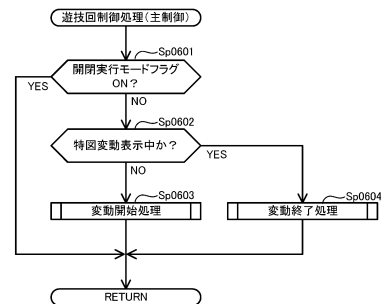 遊技回制御処理(主制御)
Sp0601
開閉実行モードフラグ
ON?
YES
NO
Sp0602
特図変動表示中か?
YES
NO
Sp0603
変動開始処理
Sp0604
変動終了処理
RETURN